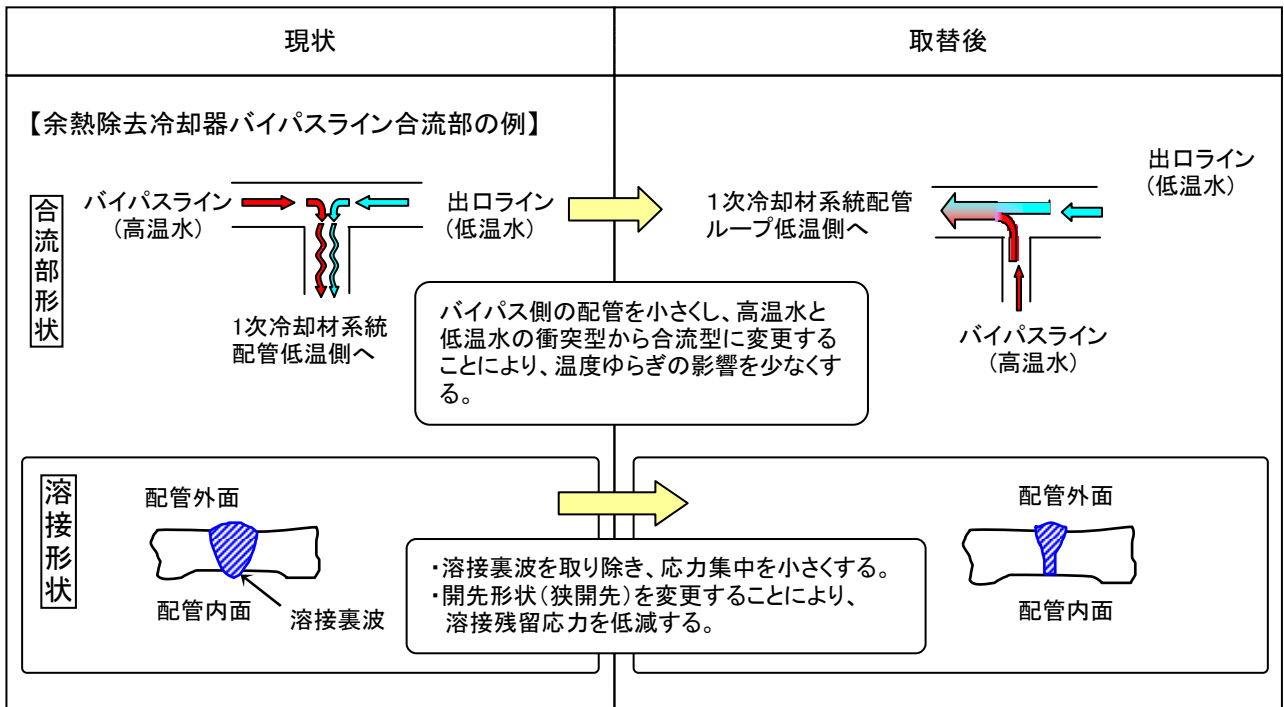 現状
取替後
【余熱除去冷却器バイパスライン合流部の例】
合流部形状
バイパスライン
(高温水)
出口ライン
(低温水)
1次冷却材系統
配管低温側へ
1次冷却材系統配管
ループ低温側へ
出口ライン
(低温水)
バイパスライン
(高温水)
バイパス側の配管を小さくし、高温水と
低温水の衝突型から合流型に変更する
ことにより、温度ゆらぎの影響を少なくす
る。
溶接形状
配管外面
配管内面
溶接裏波
・溶接裏波を取り除き、応力集中を小さくする。
・開先形状(狭開先)を変更することにより、
溶接残留応力を低減する。
配管外面
配管内面